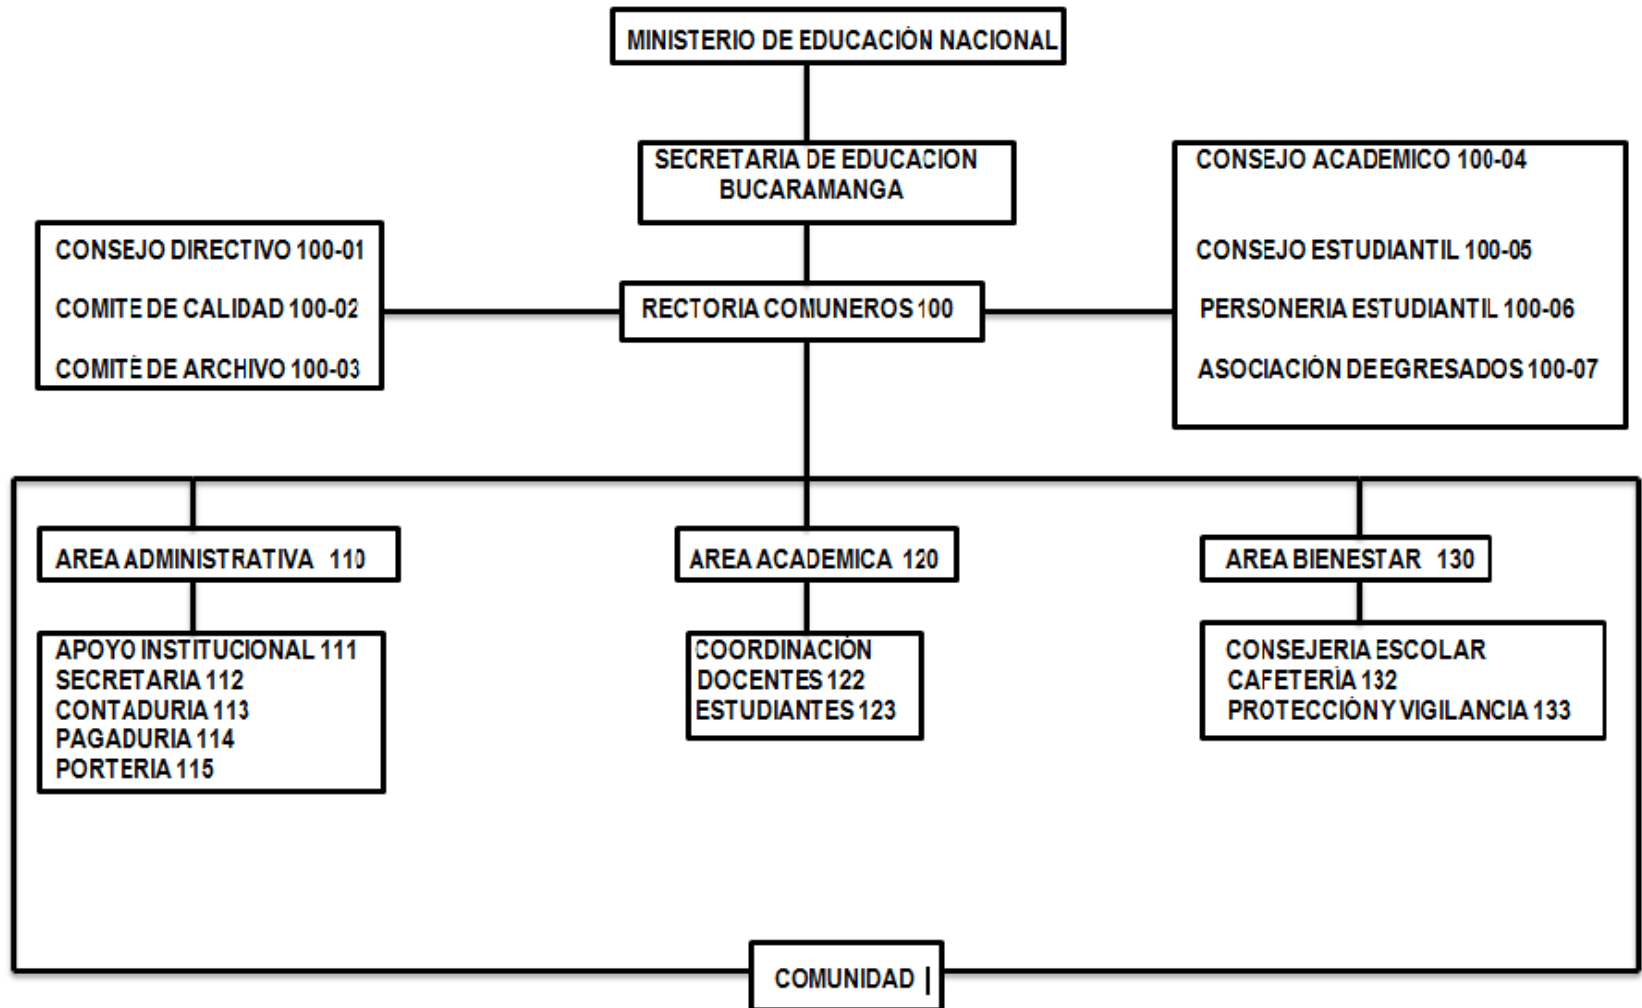 MINISTERIO DE EDUCACIÓN NACIONAL
SECRETARIA DE EDUCACION
BUCARAMANGA
CONSEJO ACADEMICO 100-04
CONSEJO ESTUDIANTIL 100-05
PERSONERIA ESTUDIANTIL 100-06
ASOCIACIÓN DE EGRESADOS 100-07
CONSEJO DIRECTIVO 100-01
COMITE DE CALIDAD 100-02
COMITÉ DE ARCHIVO 100-03
RECTORIA COMUNEROS 100
AREA ADMINISTRATIVA 110
APOYO INSTITUCIONAL 111
SECRETARIA 112
CONTADURIA 113
PAGADURIA 114
PORTERIA 115
AREA ACADEMICA 120
COORDINACIÓN
DOCENTES 122
ESTUDIANTES 123
AREA BIENESTAR 130
CONSEJERIA ESCOLAR
CAFETERÍA 132
PROTECCIÓN Y VIGILANCIA 133
COMUNIDAD